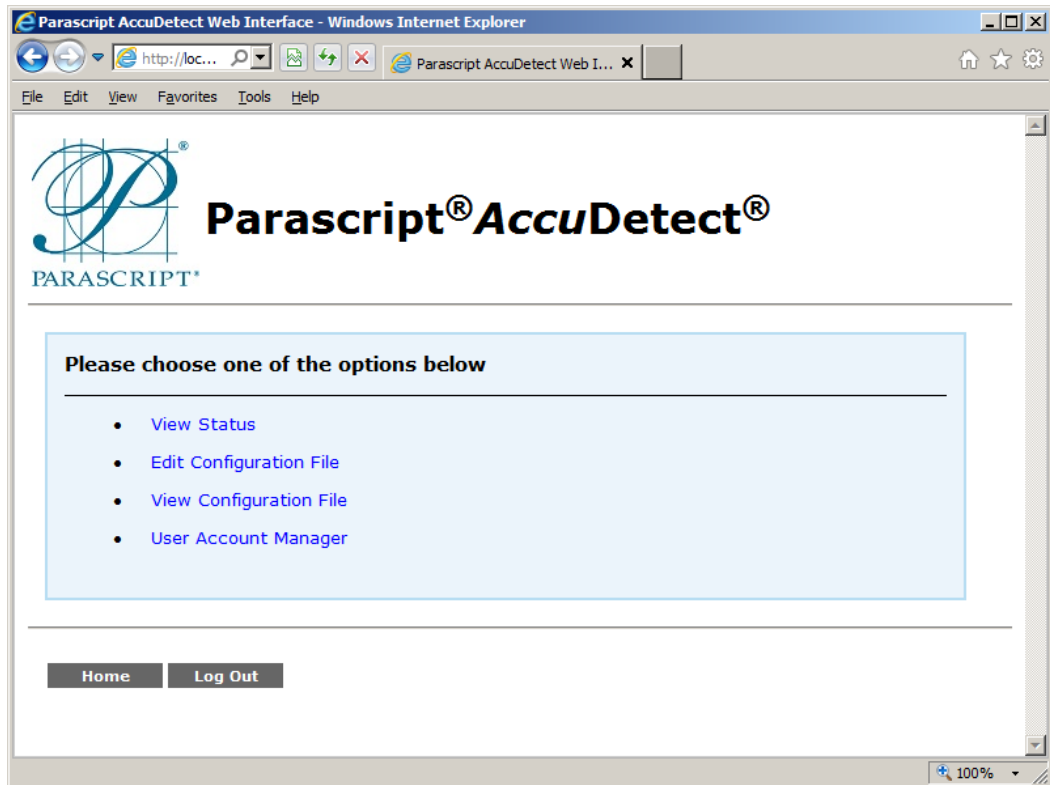 Parascript AccuDetect Web Interface - Windows Internet Explorer
http://loc...
Parascript AccuDetect Web I...
File Edit View Favorites Tools Help
®
PARASCRIPT®
Parascript®AccuDetect®
Please choose one of the options below
• View Status
• Edit Configuration File
• View Configuration File
• User Account Manager
Home Log Out
100%